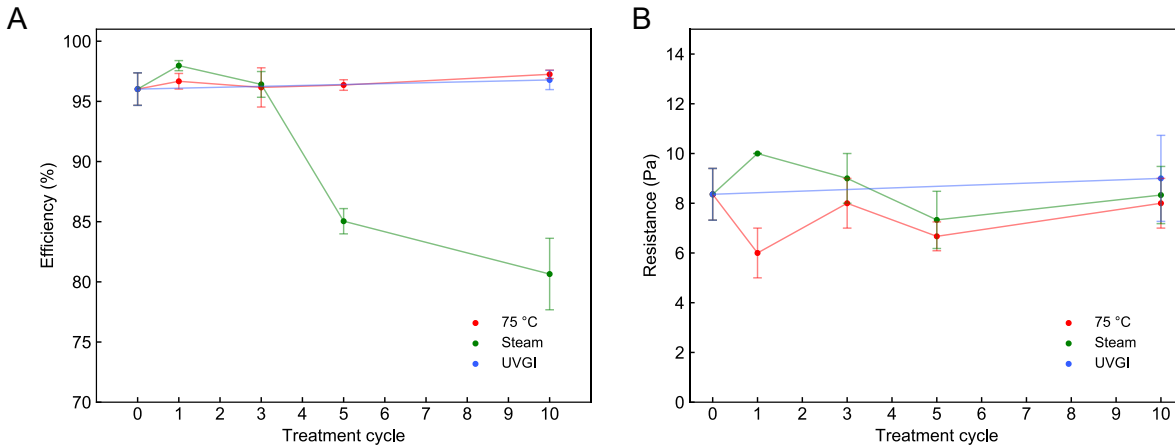 A
Efficiency (%)
100
95
90
85
80
75
70
0 1 2 3 4 5 6 7 8 9 10
Treatment cycle
75 °C
Steam
UVGI
B
Resistance (Pa)
14
12
10
8
6
4
2
0
0 1 2 3 4 5 6 7 8 9 10
Treatment cycle
75 °C
Steam
UVGI